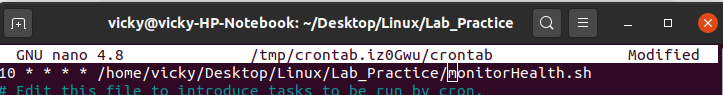 vicky@vicky-HP-Notebook: ~/Desktop/Linux/Lab_Practice
GNU nano 4.8 /tmp/crontab.iz0Gwu/crontab Modified
10 * * * * /home/vicky/Desktop/Linux/Lab_Practice/monitorHealth.sh
# Edit this file to introduce tasks to be run by cron.